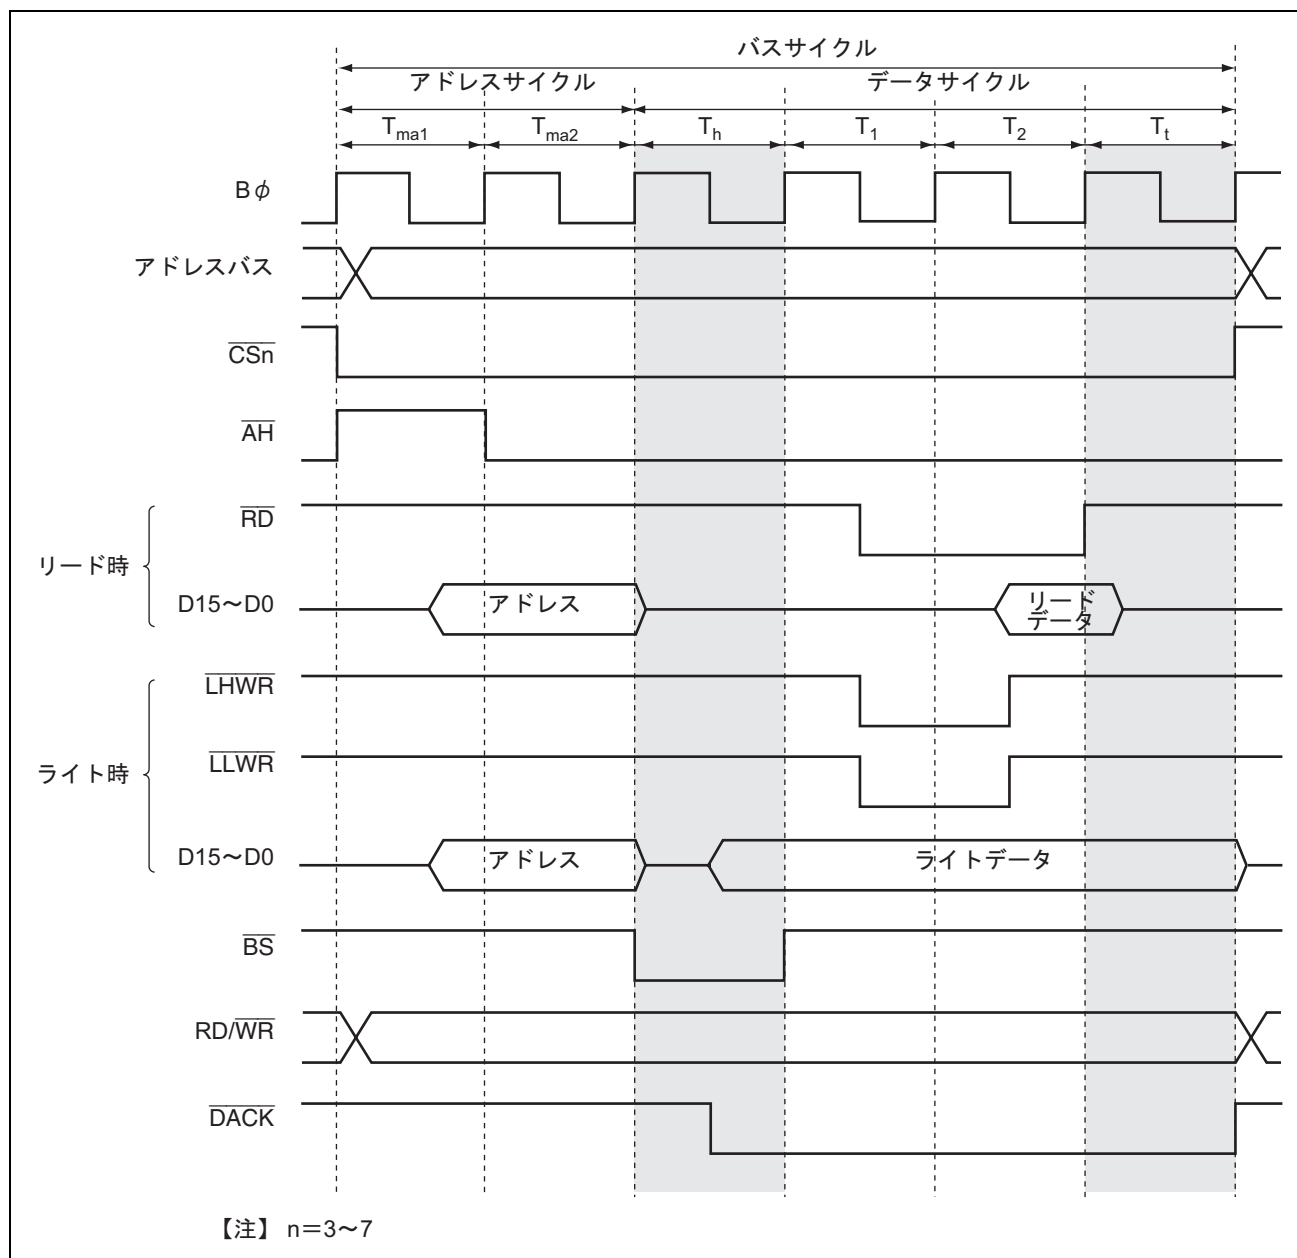 バスサイクル
アドレスサイクル データサイクル
Tma1 Tma2 Th T1 T2 Tt
Bφ
アドレスバス
CSn
AH
リード時
RD
D15～D0 アドレス リード
データ
ライト時
LHWR
LLWR
D15～D0 アドレス ライトデータ
BS
RD/WR
DACK
【注】 n＝3～7